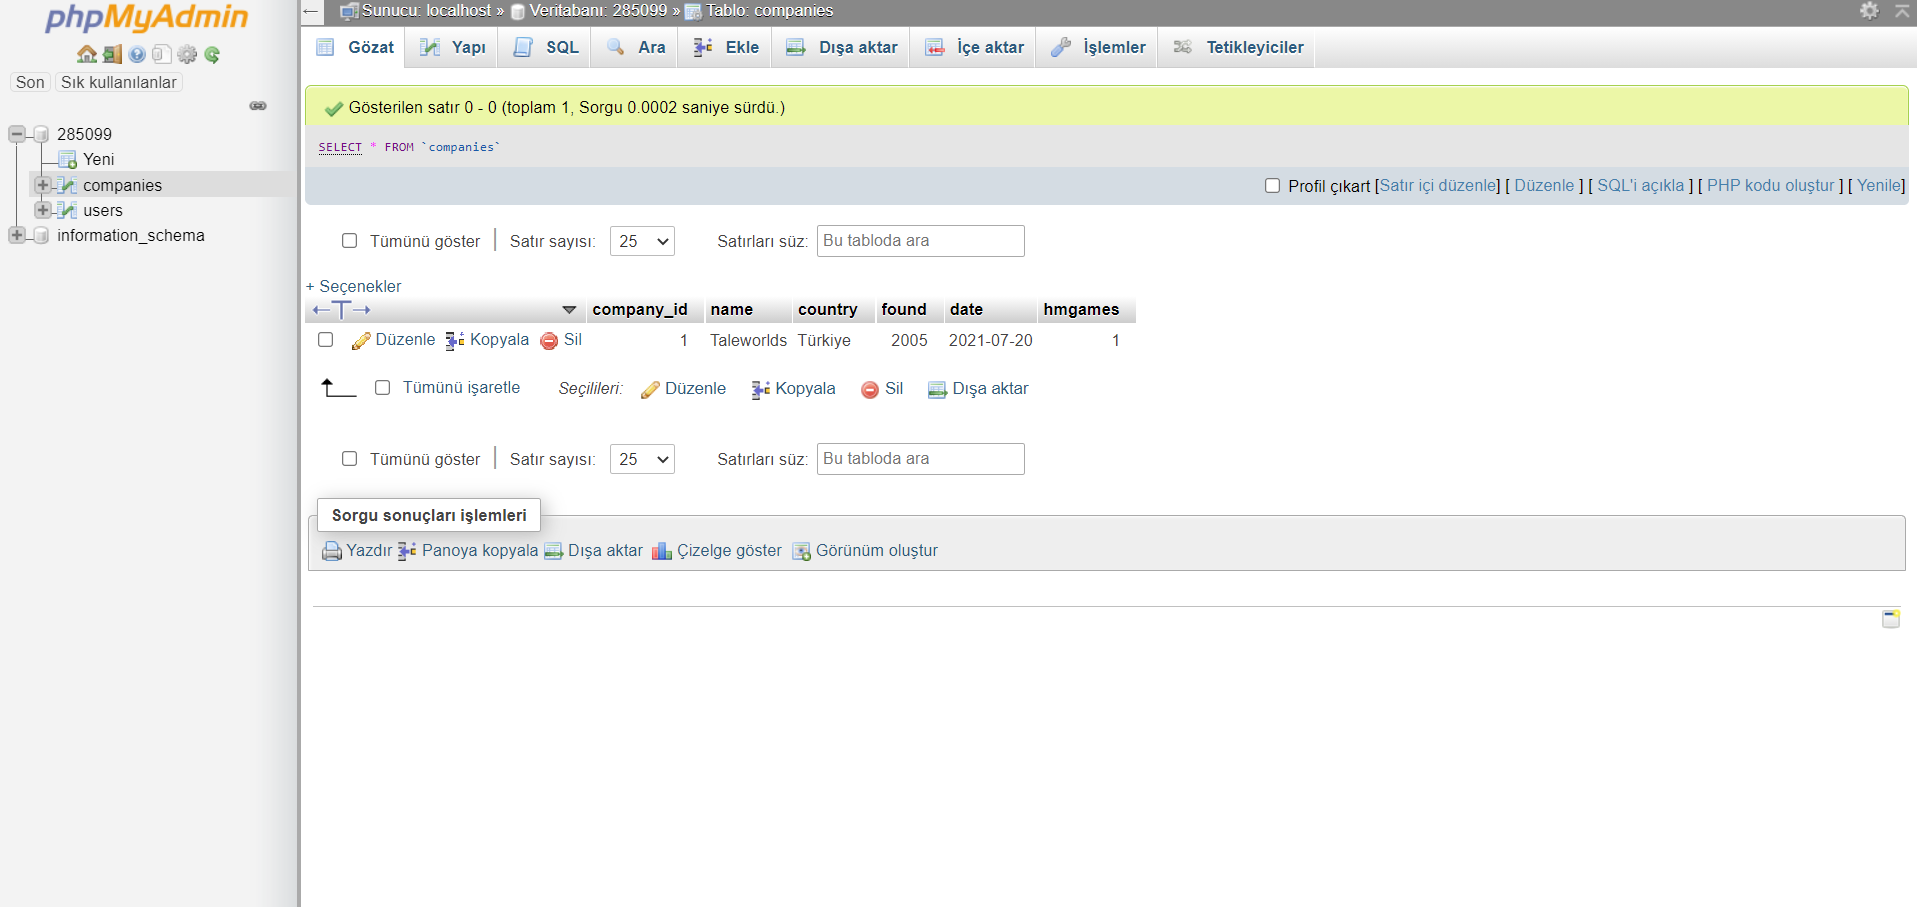 phpMyAdmin
Son Sık kullanılanlar
285099
Yeni
companies
users
information_schema
Sunucu: localhost » Veritabanı: 285099 » Tablo: companies
Gözat Yapı SQL Ara Ekle Dışa aktar İçe aktar İşlemler Tetikleyiciler
Gösterilen satır 0 - 0 (toplam 1, Sorgu 0.0002 saniye sürdü.)
SELECT * FROM `companies`
Profil çıkart [Satır içi düzenle] [ Düzenle ] [ SQL'i açıkla ] [ PHP kodu oluştur ] [ Yenile]
Tümünü göster | Satır sayısı: 25 Satırları süz: Bu tabloda ara
+ Seçenekler
←T→ company_id name country found date hmgames
Düzenle Kopyala Sil 1 Taleworlds Türkiye 2005 2021-07-20 1
Tümünü işaretle Seçilileri: Düzenle Kopyala Sil Dışa aktar
Tümünü göster | Satır sayısı: 25 Satırları süz: Bu tabloda ara
Sorgu sonuçları işlemleri
Yazdır Panoya kopyala Dışa aktar Çizelge göster Görünüm oluştur